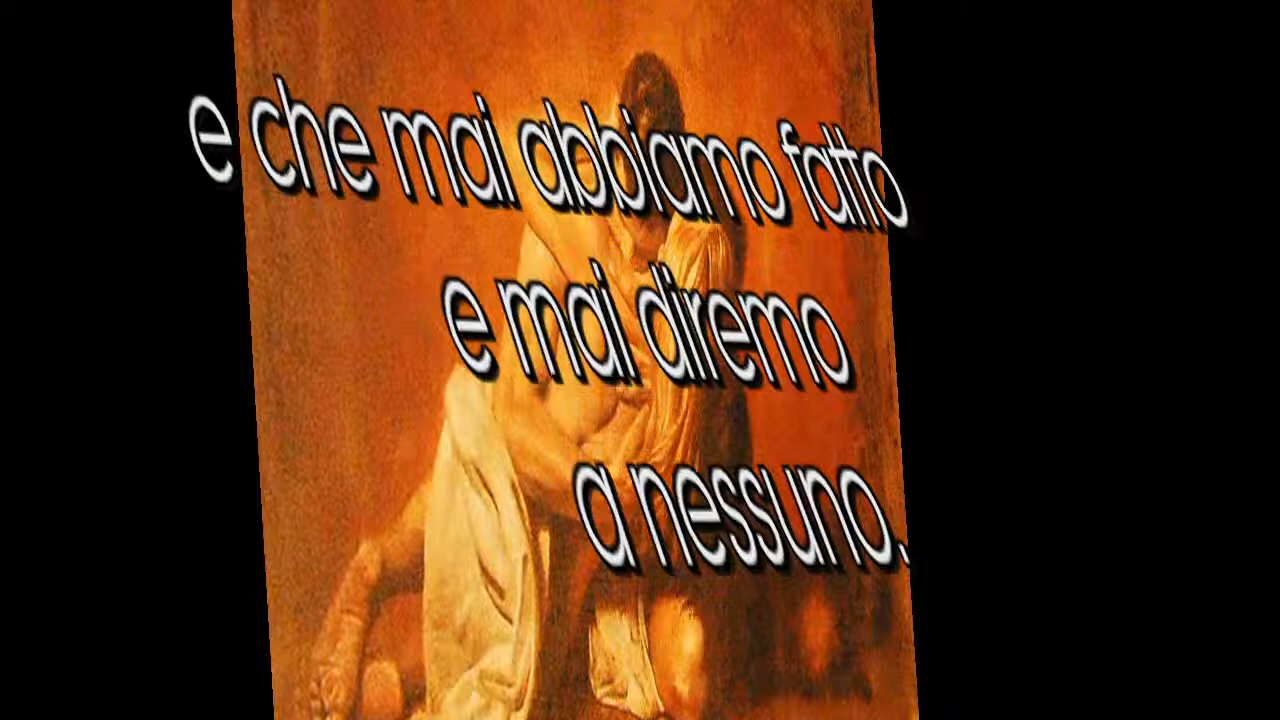 e che mai abbiamo fatto
e mai diremo
a nessuno.